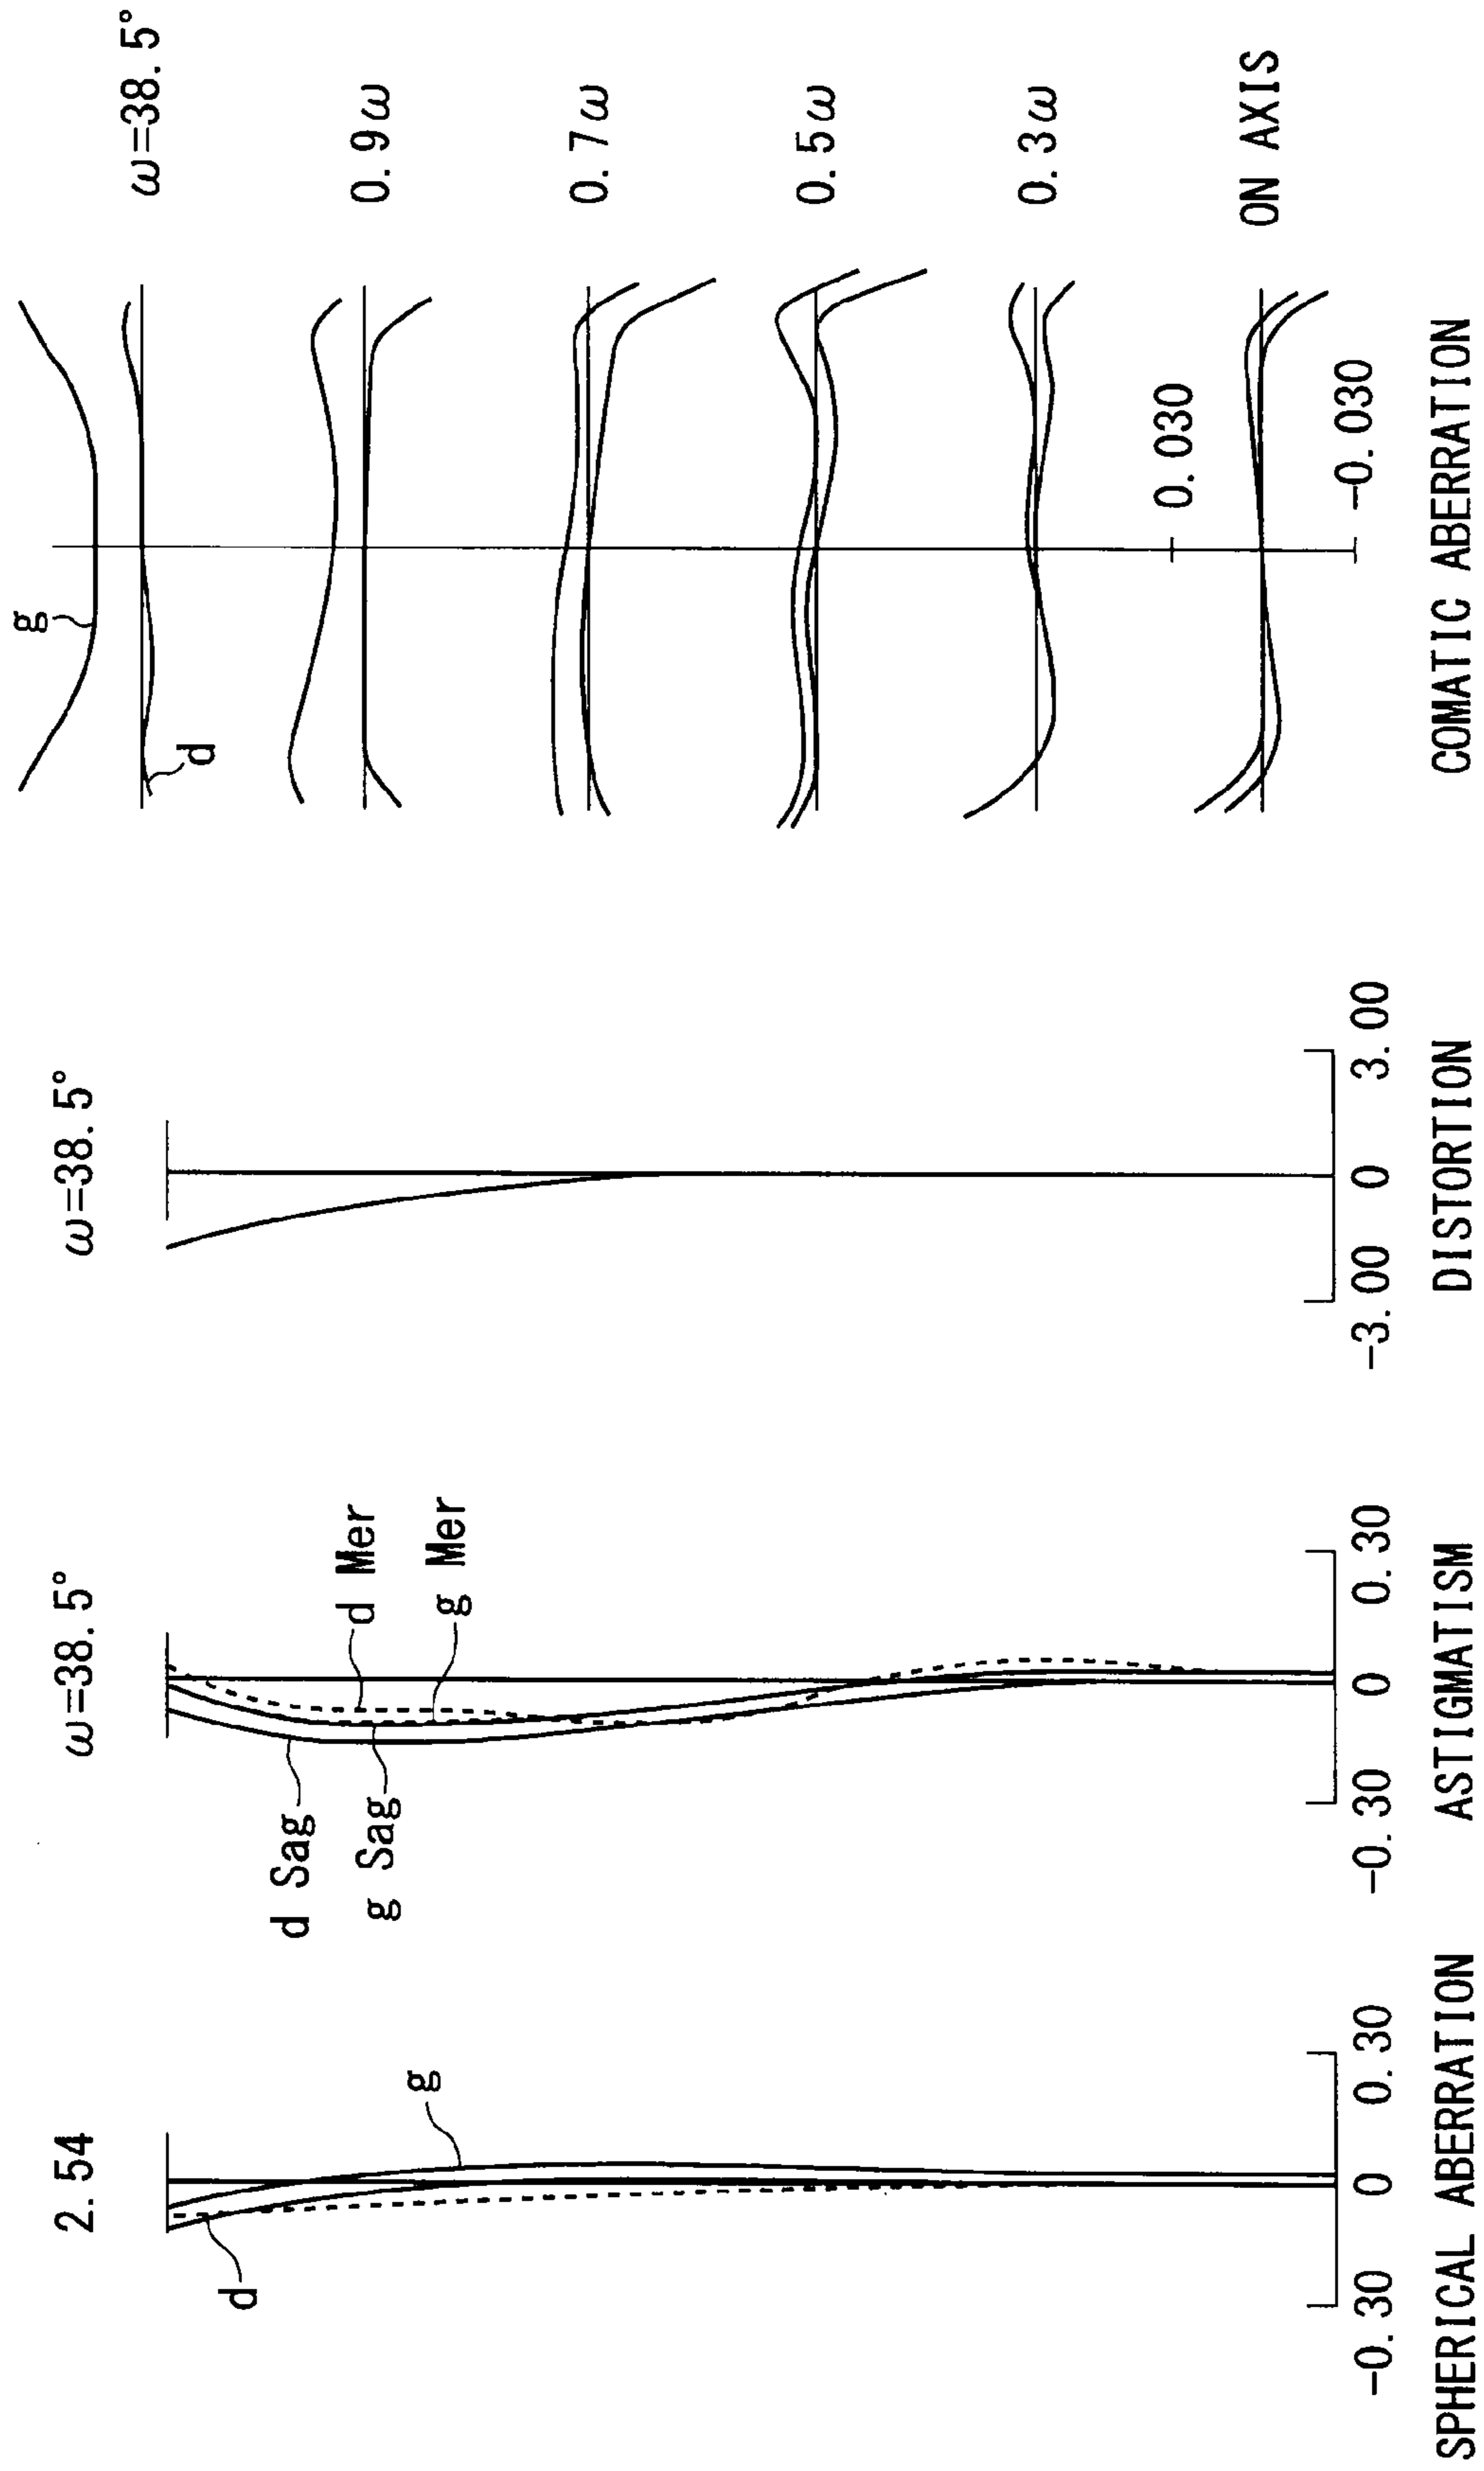 2. 54
g
d
-0. 30
0
0. 30
SPHERICAL ABERRATION
ω=38. 5°
d Sag
g Sag
d Mer
g Mer
-0. 30
0
0. 30
ASTIGMATISM
ω=38. 5°
-3. 00
0
3. 00
DISTORTION
g
d
ω=38. 5°
0. 9ω
0. 7ω
0. 5ω
0. 3ω
0. 030
ON AXIS
-0. 030
COMATIC ABERRATION